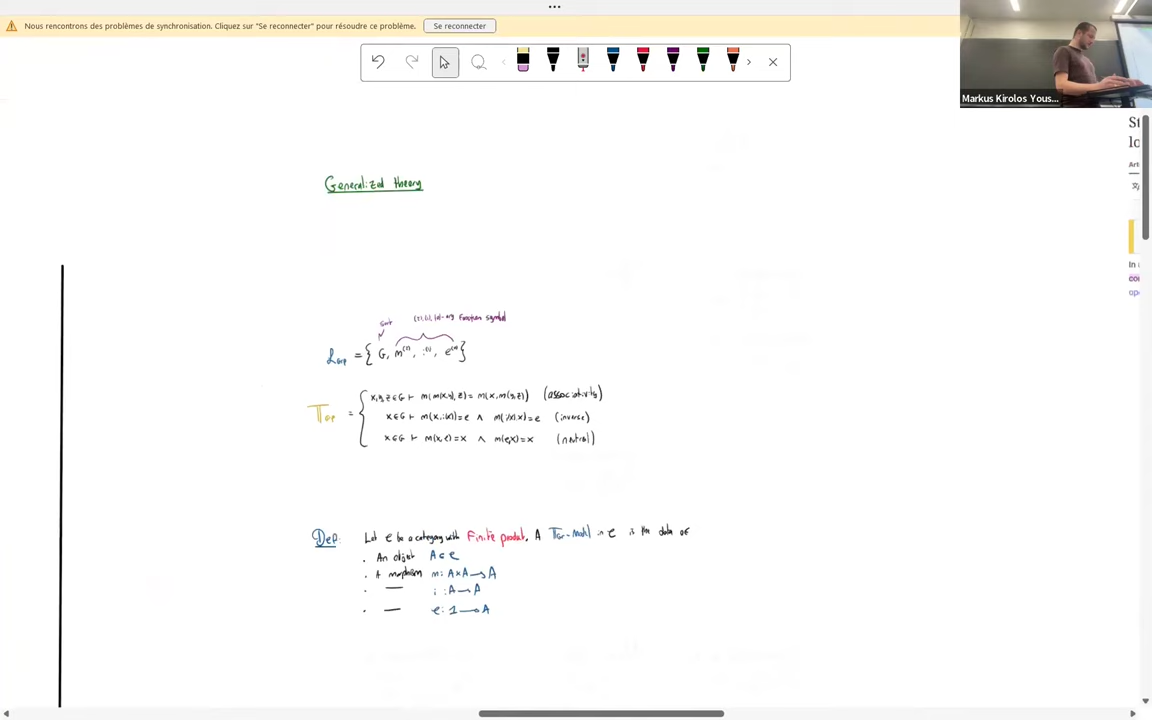 Nous rencontrons des problèmes de synchronisation. Cliquez sur "Se reconnecter" pour résoudre ce problème. Se reconnecter
Markus Kirolos Yous...
Generalized theory
Sort (2),(1),(0)-ary function symbol
L_Grp = { G, m^(2), i^(1), e^(0) }
x,y,z∈G ⊢ m(m(x,y),z) = m(x,m(y,z)) (associativity)
T_Grp = { x∈G ⊢ m(x,i(x))=e ∧ m(i(x),x)=e (inverse)
x∈G ⊢ m(x,e)=x ∧ m(e,x)=x (neutral)
Def: Let C be a category with Finite product, A T_Grp-model in C is the data of
. An object A∈C
. A morphism m: A×A → A
. — i: A → A
. — e: 1 → A